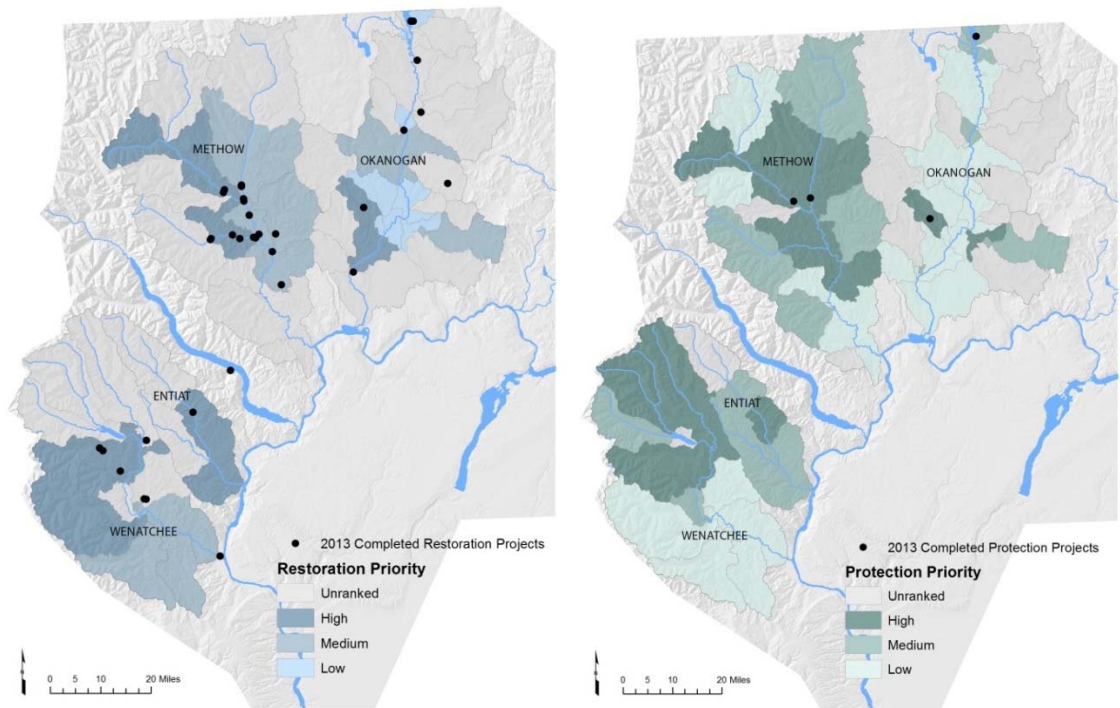 METHOW
OKANOGAN
ENTIAT
WENATCHEE
2013 Completed Restoration Projects
Restoration Priority
Unranked
High
Medium
Low
0 5 10 20 Miles
METHOW
OKANOGAN
ENTIAT
WENATCHEE
2013 Completed Protection Projects
Protection Priority
Unranked
High
Medium
Low
0 5 10 20 Miles